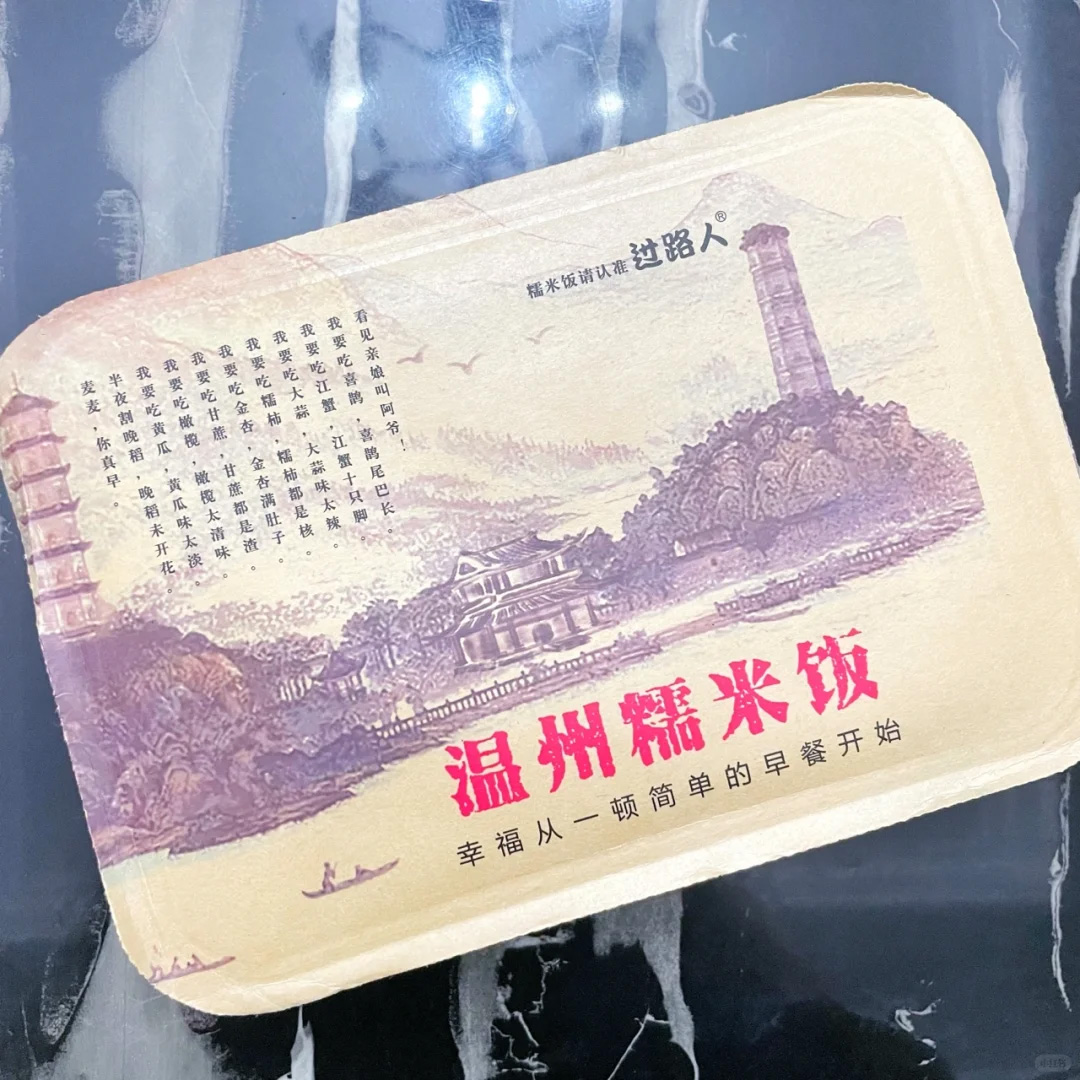 糯米饭请认准 过路人®
麦麦，你真早。
半夜割晚稻，晚稻未开花。
我要吃黄瓜，黄瓜味太淡。
我要吃橄榄，橄榄太清味。
我要吃甘蔗，甘蔗都是渣。
我要吃金杏，金杏满肚子。
我要吃糯柿，糯柿都是核。
我要吃大蒜，大蒜味太辣。
我要吃江蟹，江蟹十只脚。
我要吃喜鹊，喜鹊尾巴长。
看见亲娘叫阿爷！
温州糯米饭
幸福从一顿简单的早餐开始